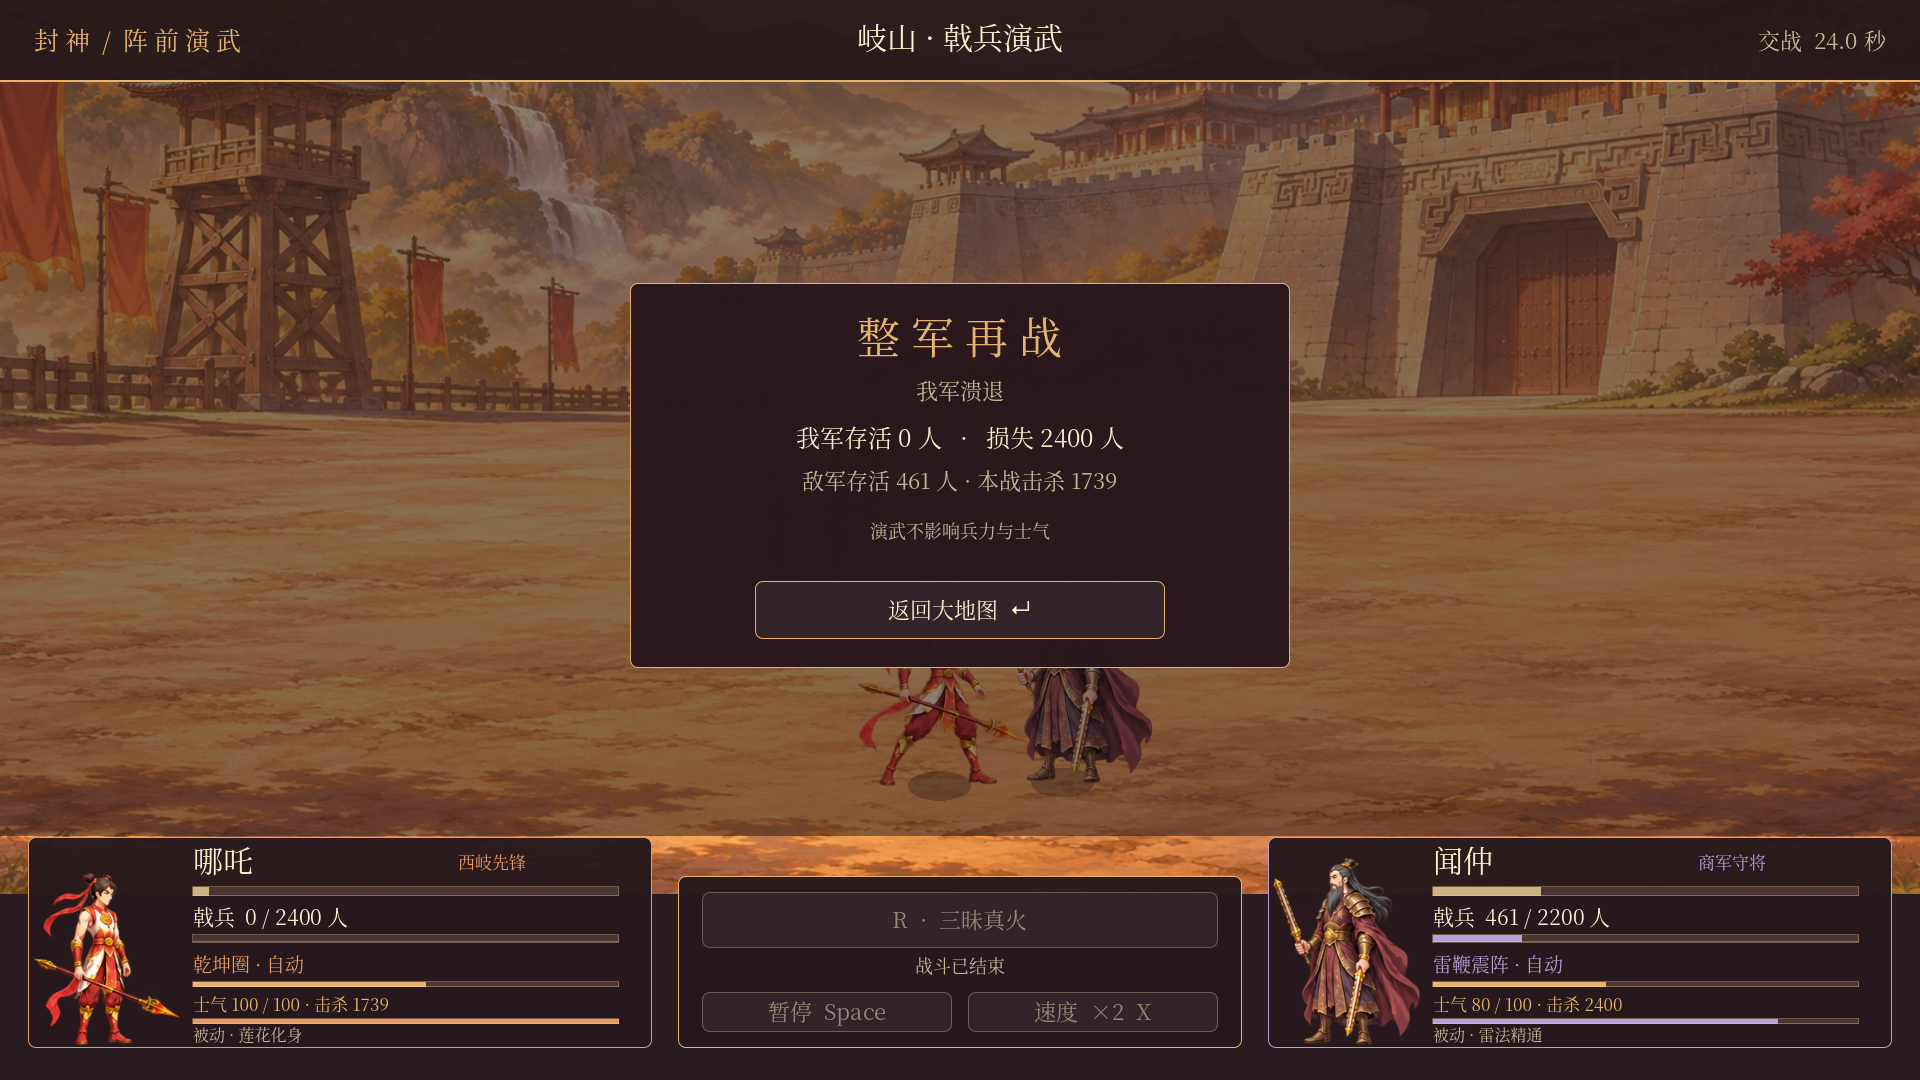 封神 / 阵前演武
岐山 · 戟兵演武
交战 24.0 秒
整军再战
我军溃退
我军存活 0 人 · 损失 2400 人
敌军存活 461 人 · 本战击杀 1739
演武不影响兵力与士气
返回大地图 ↵
哪吒 西岐先锋
戟兵 0 / 2400 人
乾坤圈 · 自动
士气 100 / 100 · 击杀 1739
被动 · 莲花化身
R · 三昧真火
战斗已结束
暂停 Space
速度 ×2 X
闻仲 商军守将
戟兵 461 / 2200 人
雷鞭震阵 · 自动
士气 80 / 100 · 击杀 2400
被动 · 雷法精通